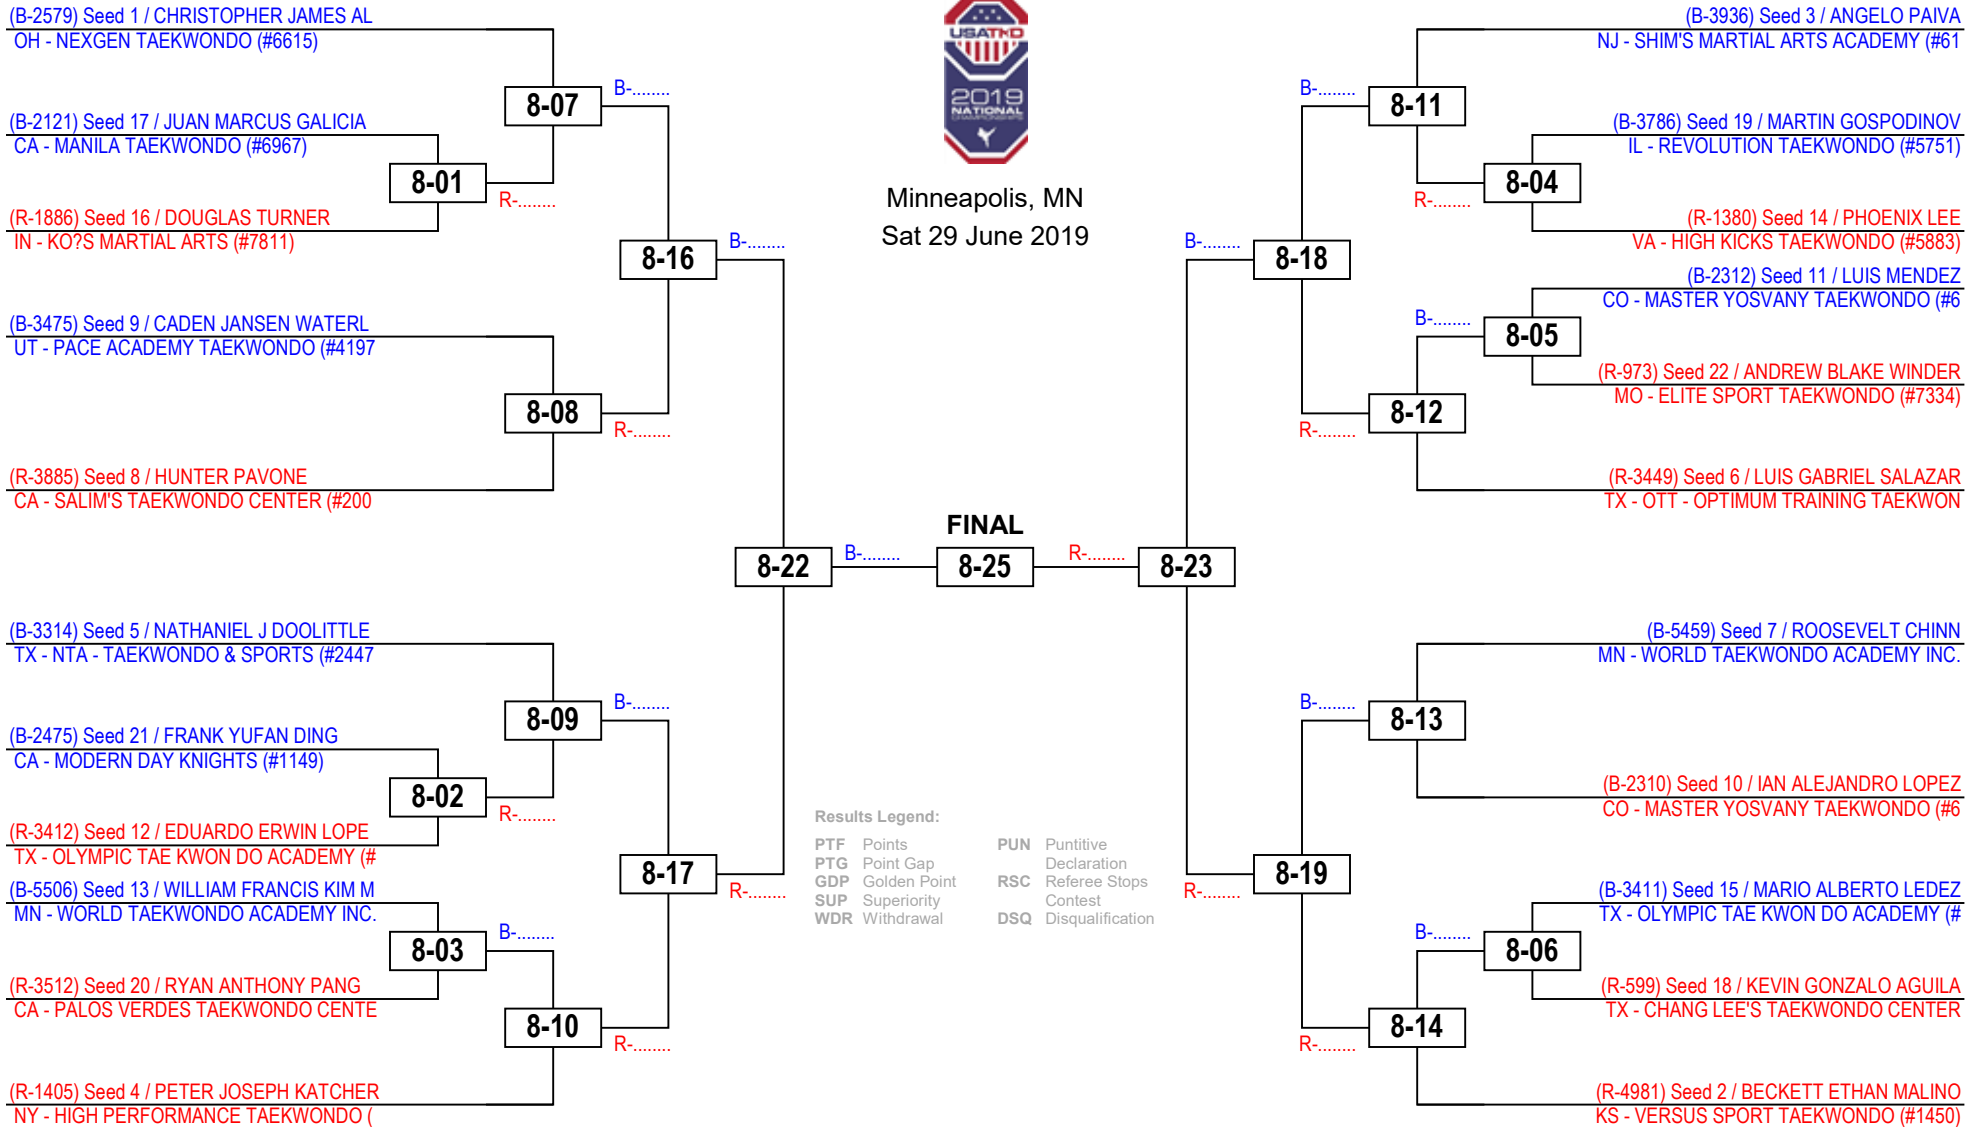 (B-2579) Seed 1 / CHRISTOPHER JAMES AL
OH - NEXGEN TAEKWONDO (#6615)
8-07
B-........
(B-2121) Seed 17 / JUAN MARCUS GALICIA
CA - MANILA TAEKWONDO (#6967)
8-01
R-........
(R-1886) Seed 16 / DOUGLAS TURNER
IN - KO?S MARTIAL ARTS (#7811)
8-16
B-........
(B-3475) Seed 9 / CADEN JANSEN WATERL
UT - PACE ACADEMY TAEKWONDO (#4197
8-08
R-........
(R-3885) Seed 8 / HUNTER PAVONE
CA - SALIM'S TAEKWONDO CENTER (#200
8-22
B-........
(B-3314) Seed 5 / NATHANIEL J DOOLITTLE
TX - NTA - TAEKWONDO & SPORTS (#2447
8-09
B-........
(B-2475) Seed 21 / FRANK YUFAN DING
CA - MODERN DAY KNIGHTS (#1149)
8-02
R-........
(R-3412) Seed 12 / EDUARDO ERWIN LOPE
TX - OLYMPIC TAE KWON DO ACADEMY (#
8-17
R-........
(B-5506) Seed 13 / WILLIAM FRANCIS KIM M
MN - WORLD TAEKWONDO ACADEMY INC.
8-03
B-........
(R-3512) Seed 20 / RYAN ANTHONY PANG
CA - PALOS VERDES TAEKWONDO CENTE
8-10
R-........
(R-1405) Seed 4 / PETER JOSEPH KATCHER
NY - HIGH PERFORMANCE TAEKWONDO (
USATKD
2019
NATIONAL
CHAMPIONSHIPS
Minneapolis, MN
Sat 29 June 2019
FINAL
8-25
Results Legend:
PTF Points
PTG Point Gap
GDP Golden Point
SUP Superiority
WDR Withdrawal
PUN Puntitive
Declaration
RSC Referee Stops
Contest
DSQ Disqualification
(B-3936) Seed 3 / ANGELO PAIVA
NJ - SHIM'S MARTIAL ARTS ACADEMY (#61
B-........
8-11
(B-3786) Seed 19 / MARTIN GOSPODINOV
IL - REVOLUTION TAEKWONDO (#5751)
8-04
R-........
(R-1380) Seed 14 / PHOENIX LEE
VA - HIGH KICKS TAEKWONDO (#5883)
B-........
8-18
(B-2312) Seed 11 / LUIS MENDEZ
CO - MASTER YOSVANY TAEKWONDO (#6
B-........
8-05
(R-973) Seed 22 / ANDREW BLAKE WINDER
MO - ELITE SPORT TAEKWONDO (#7334)
8-12
R-........
(R-3449) Seed 6 / LUIS GABRIEL SALAZAR
TX - OTT - OPTIMUM TRAINING TAEKWON
R-........
8-23
(B-5459) Seed 7 / ROOSEVELT CHINN
MN - WORLD TAEKWONDO ACADEMY INC.
B-........
8-13
(B-2310) Seed 10 / IAN ALEJANDRO LOPEZ
CO - MASTER YOSVANY TAEKWONDO (#6
8-19
R-........
(B-3411) Seed 15 / MARIO ALBERTO LEDEZ
TX - OLYMPIC TAE KWON DO ACADEMY (#
B-........
8-06
(R-599) Seed 18 / KEVIN GONZALO AGUILA
TX - CHANG LEE'S TAEKWONDO CENTER
8-14
R-........
(R-4981) Seed 2 / BECKETT ETHAN MALINO
KS - VERSUS SPORT TAEKWONDO (#1450)